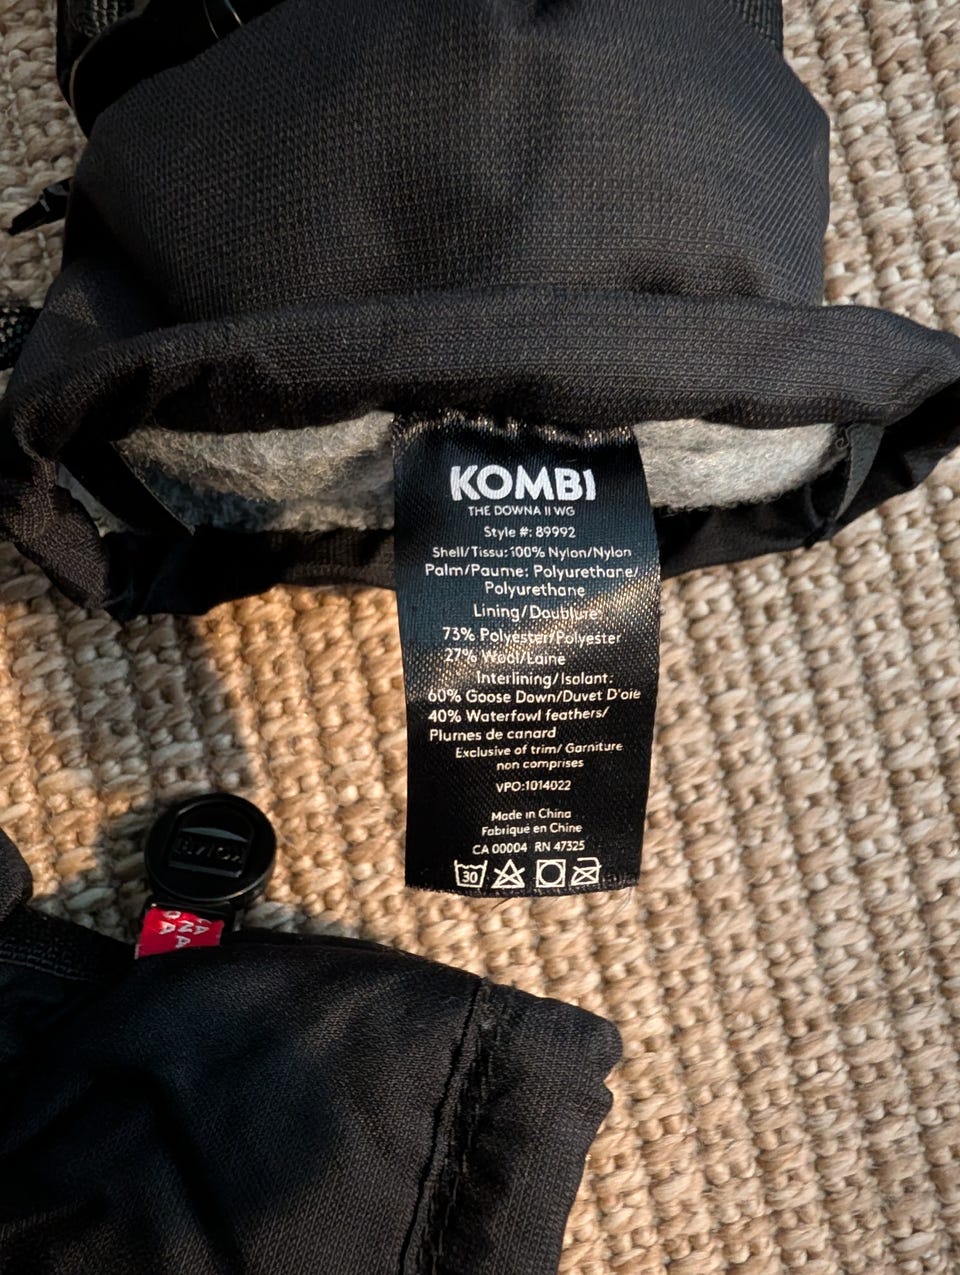 KOMBI
THE DOWNA II WG
Style #: 89992
Shell/Tissu: 100% Nylon/Nylon
Palm/Paume: Polyurethane/
Polyurethane
Lining/Doublure
73% Polyester/Polyester
27% Wool/Laine
Interlining/Isolant:
60% Goose Down/Duvet D'oie
40% Waterfowl feathers/
Plumes de canard
Exclusive of trim/ Garniture
non comprises
VPO:1014022
Made in China
Fabriqué en Chine
CA 00004 RN 47325
30